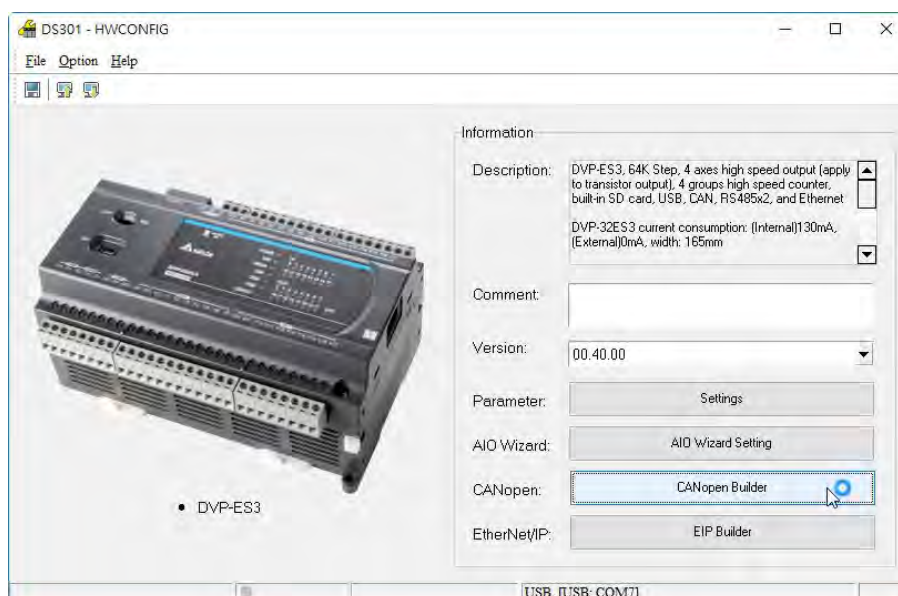 DS301 - HWCONFIG
File Option Help
Information
Description:
DVP-ES3, 64K Step, 4 axes high speed output (apply
to transistor output), 4 groups high speed counter,
built-in SD card, USB, CAN, RS485x2, and Ethernet
DVP-32ES3 current consumption: (Internal)130mA,
(External)0mA, width: 165mm
Comment:
Version:
00.40.00
Parameter:
Settings
AIO Wizard:
AIO Wizard Setting
CANopen:
CANopen Builder
EtherNet/IP:
EIP Builder
• DVP-ES3
USB, [USB: COM7]